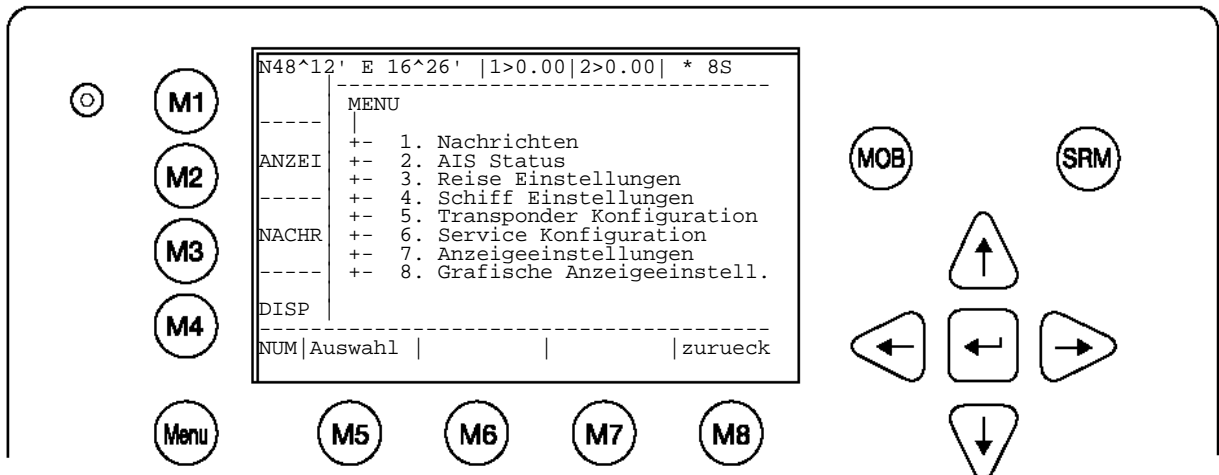 N48^12' E 16^26' |1>0.00|2>0.00| * 8S
MENU
+- 1. Nachrichten
+- 2. AIS Status
+- 3. Reise Einstellungen
+- 4. Schiff Einstellungen
+- 5. Transponder Konfiguration
+- 6. Service Konfiguration
+- 7. Anzeigeeinstellungen
+- 8. Grafische Anzeigeeinstell.
ANZEI
NACHR
DISP
NUM|Auswahl | | |zurueck
M1
M2
M3
M4
Menu
M5
M6
M7
M8
MOB
SRM